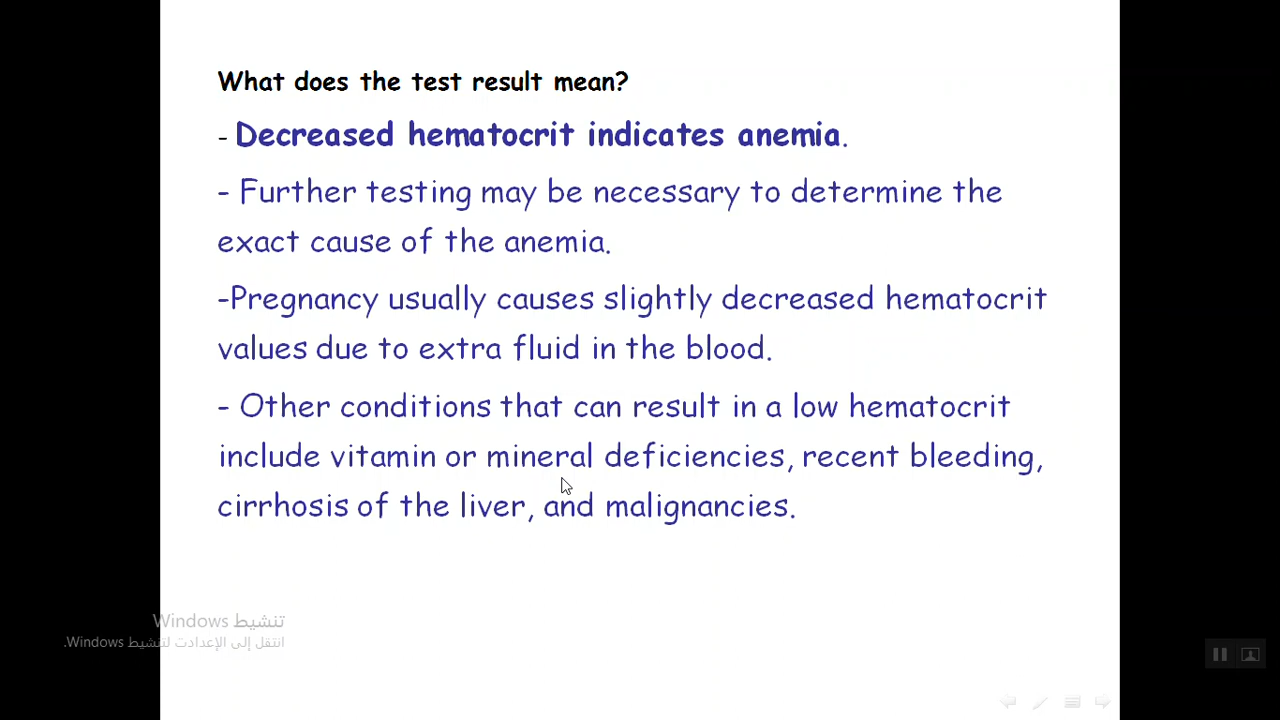 What does the test result mean?
- Decreased hematocrit indicates anemia.
- Further testing may be necessary to determine the
exact cause of the anemia.
-Pregnancy usually causes slightly decreased hematocrit
values due to extra fluid in the blood.
- Other conditions that can result in a low hematocrit
include vitamin or mineral deficiencies, recent bleeding,
cirrhosis of the liver, and malignancies.
تنشيط Windows
انتقل إلى الإعدادات لتنشيط Windows.